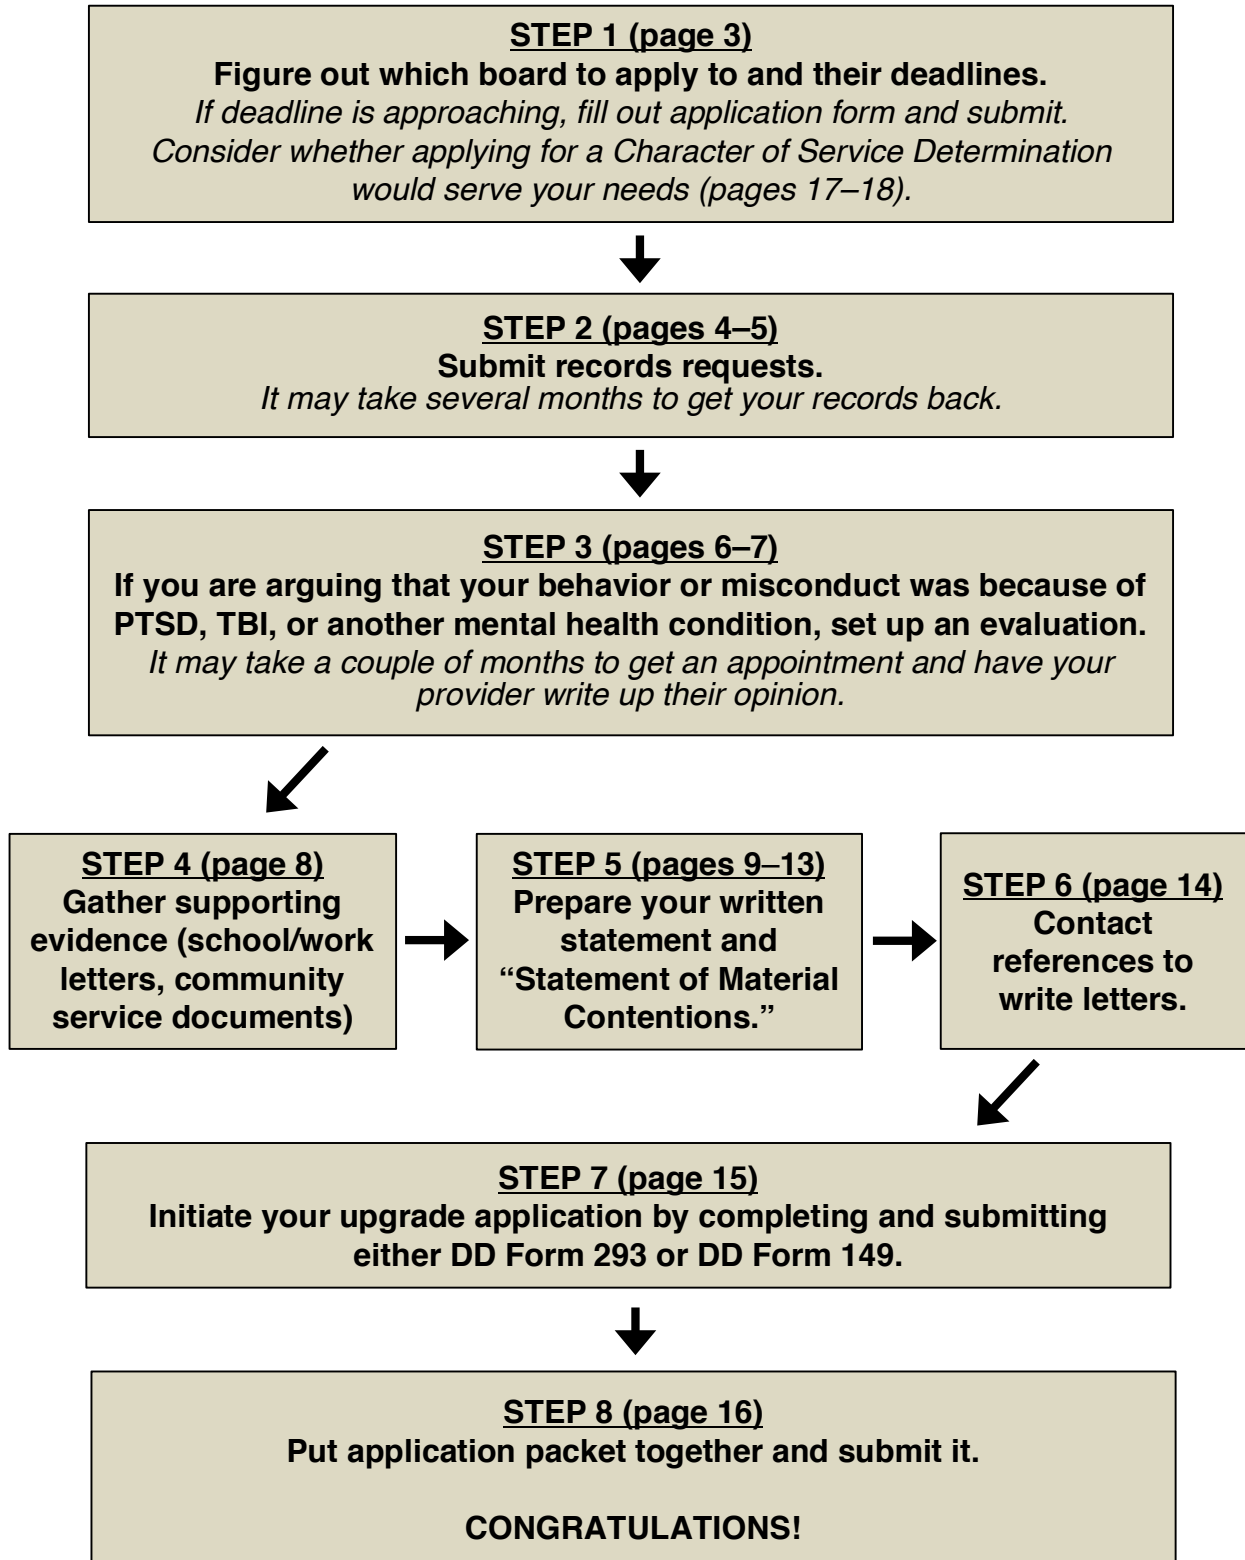 STEP 1 (page 3)
Figure out which board to apply to and their deadlines.
If deadline is approaching, fill out application form and submit.
Consider whether applying for a Character of Service Determination
would serve your needs (pages 17–18).
STEP 2 (pages 4–5)
Submit records requests.
It may take several months to get your records back.
STEP 3 (pages 6–7)
If you are arguing that your behavior or misconduct was because of
PTSD, TBI, or another mental health condition, set up an evaluation.
It may take a couple of months to get an appointment and have your
provider write up their opinion.
STEP 4 (page 8)
Gather supporting
evidence (school/work
letters, community
service documents)
STEP 5 (pages 9–13)
Prepare your written
statement and
“Statement of Material
Contentions.”
STEP 6 (page 14)
Contact
references to
write letters.
STEP 7 (page 15)
Initiate your upgrade application by completing and submitting
either DD Form 293 or DD Form 149.
STEP 8 (page 16)
Put application packet together and submit it.
CONGRATULATIONS!